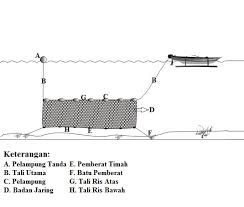 A
B
B
G
C
D
H
E
F
Keterangan:
A. Pelampung Tanda E. Pemberat Timah
B. Tali Utama F. Batu Pemberat
C. Pelampung G. Tali Ris Atas
D. Badan Jaring H. Tali Ris Bawah